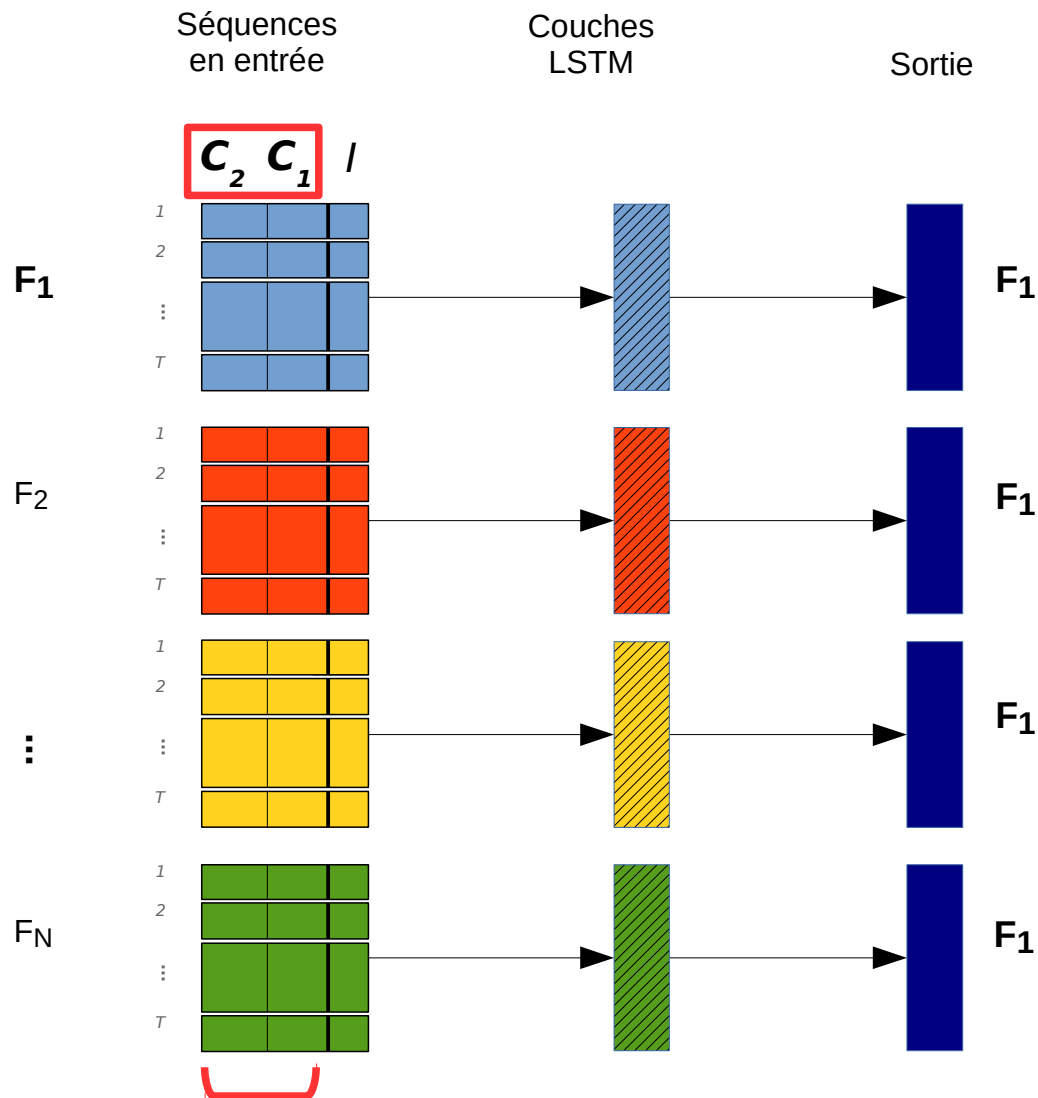 Séquences
en entrée
Couches
LSTM
Sortie
C2 C1 I
1
2
F1
F1
...
T
1
2
F2
F1
...
T
1
2
F1
...
...
T
1
2
FN
F1
...
T